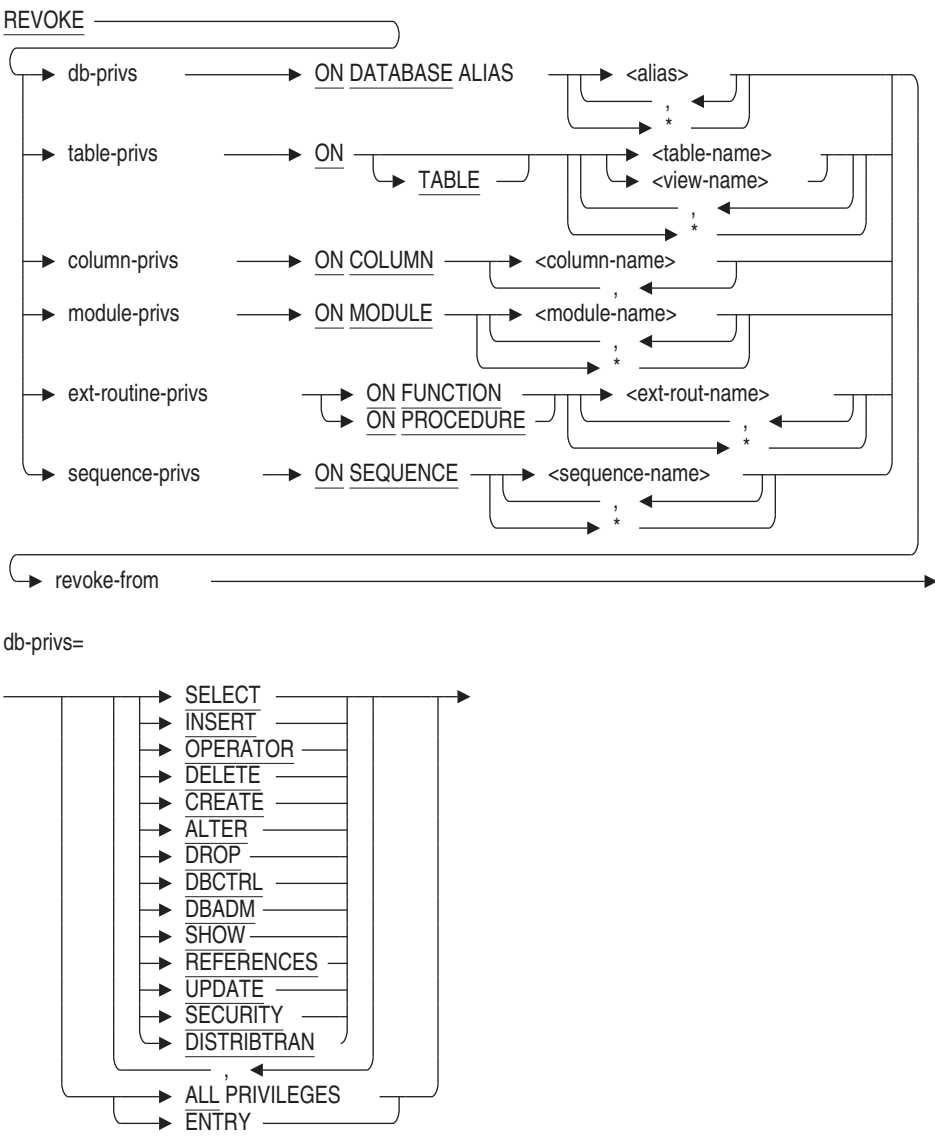 REVOKE
db-privs ON DATABASE ALIAS <alias>
,
*
table-privs ON <table-name>
TABLE <view-name>
,
*
column-privs ON COLUMN <column-name>
,
module-privs ON MODULE <module-name>
,
*
ext-routine-privs ON FUNCTION <ext-rout-name>
ON PROCEDURE ,
*
sequence-privs ON SEQUENCE <sequence-name>
,
*
revoke-from
db-privs=
SELECT
INSERT
OPERATOR
DELETE
CREATE
ALTER
DROP
DBCTRL
DBADM
SHOW
REFERENCES
UPDATE
SECURITY
DISTRIBTRAN
,
ALL PRIVILEGES
ENTRY